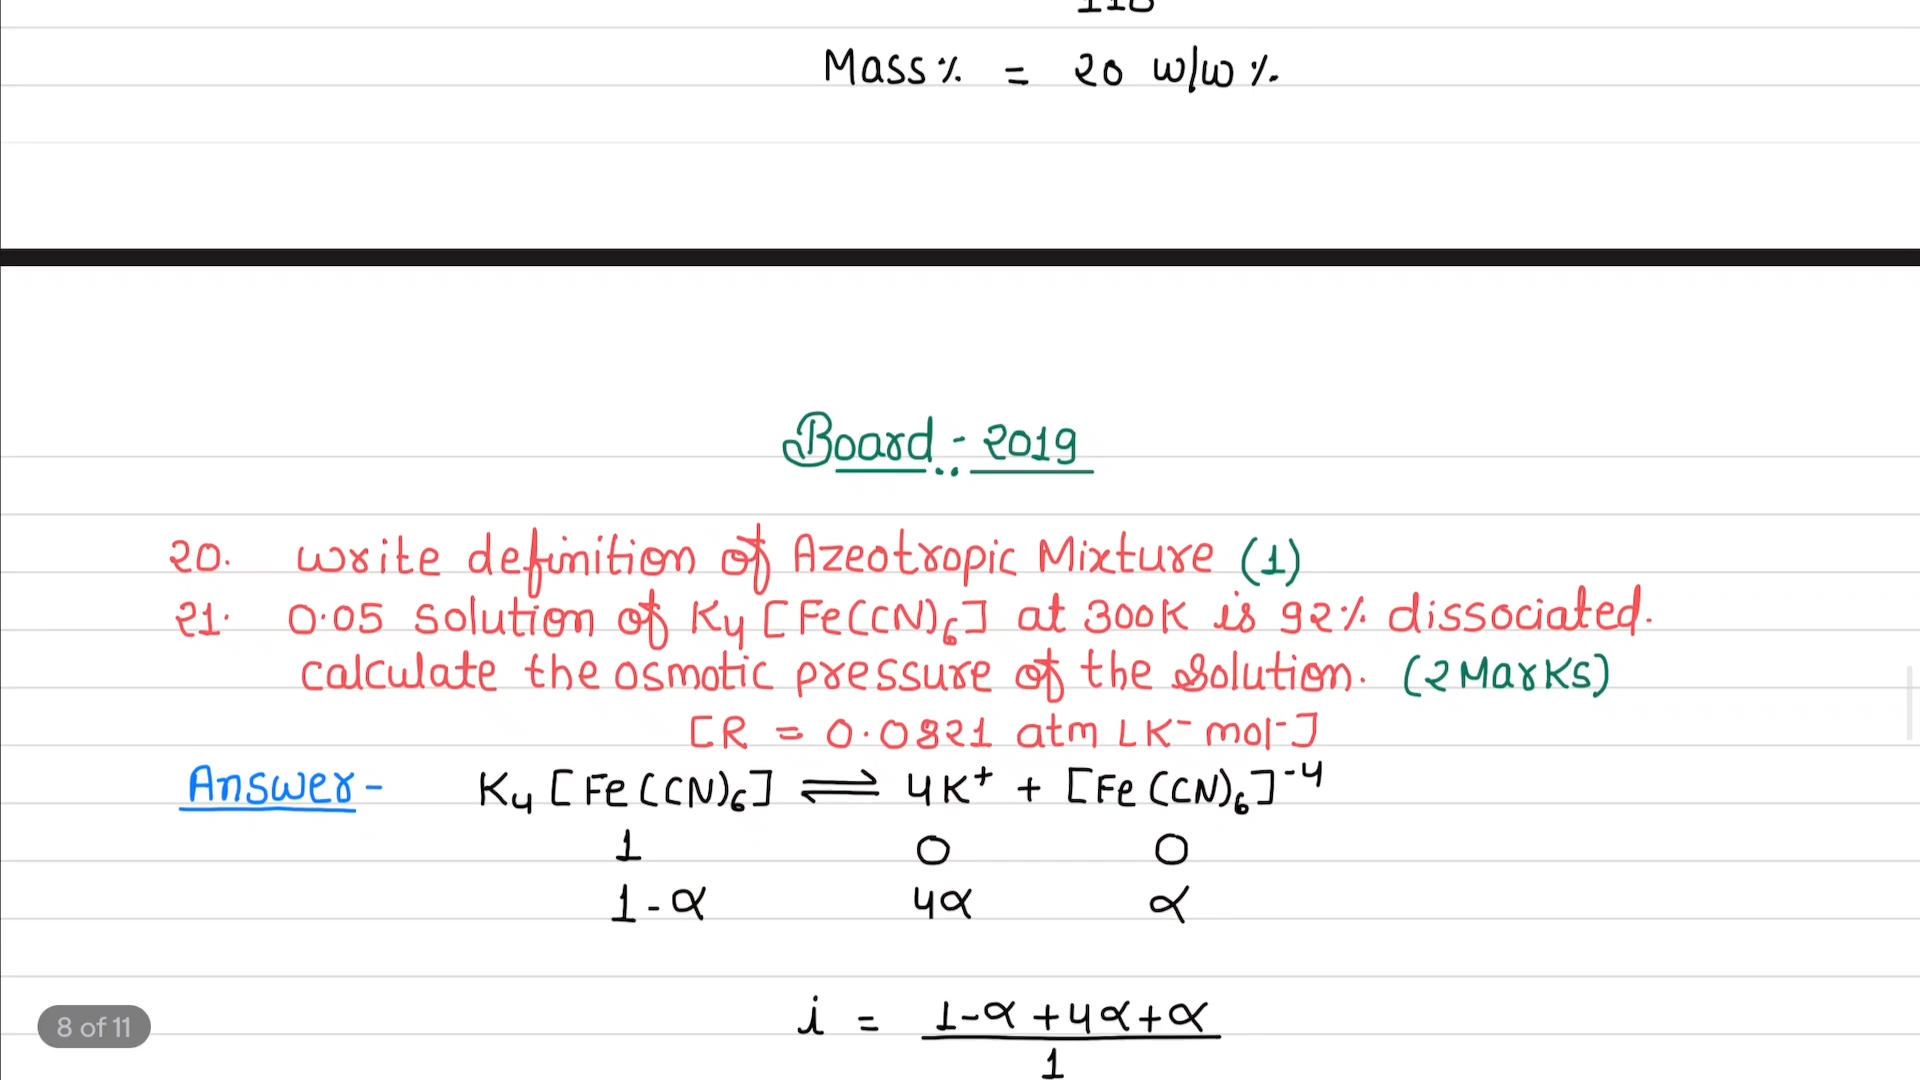 Mass % = 20 w/w %
Board - 2019
20. write definition of Azeotropic Mixture (1)
21. 0.05 solution of K4 [Fe(CN)6] at 300K is 92% dissociated.
calculate the osmotic pressure of the solution. (2 Marks)
[R = 0.0821 atm LK⁻ mol⁻]
Answer - K4 [Fe(CN)6] ⇌ 4K⁺ + [Fe(CN)6]⁻⁴
1 0 0
1-α 4α α
i = 1-α+4α+α
1
8 of 11